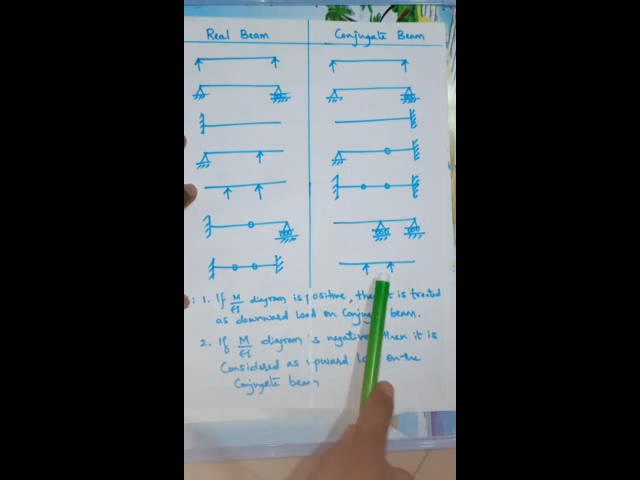 Real Beam
Conjugate Beam
: 1. If M/EI diagram is positive, then it is treated
as downward load on Conjugate beam.
2. If M/EI diagram is negative then it is
Considered as upward on the
Conjugate beam